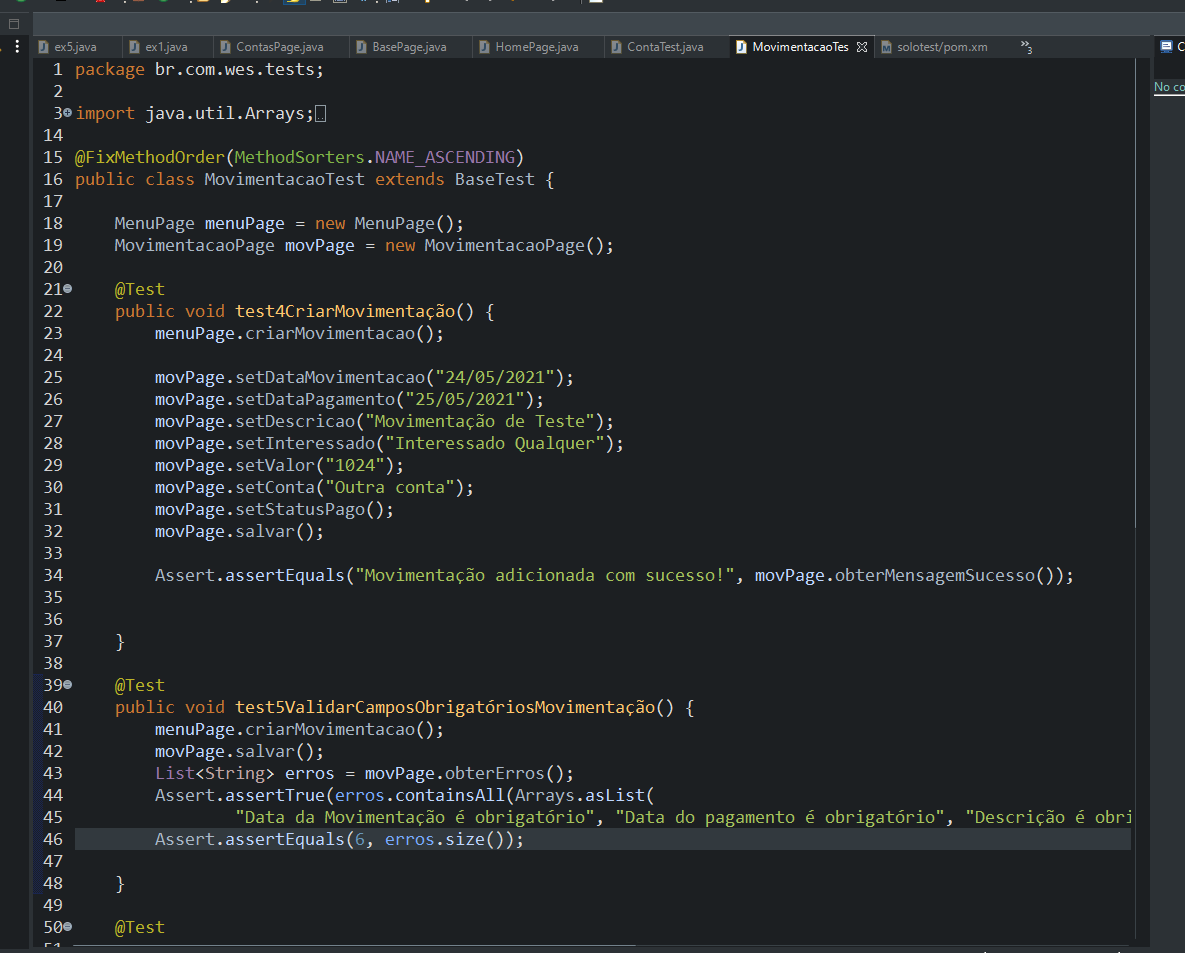 ex5.java ex1.java ContasPage.java BasePage.java HomePage.java ContaTest.java MovimentacaoTes solotest/pom.xm »3
No co
1 package br.com.wes.tests;
2
3 import java.util.Arrays;
14
15 @FixMethodOrder(MethodSorters.NAME_ASCENDING)
16 public class MovimentacaoTest extends BaseTest {
17
18 MenuPage menuPage = new MenuPage();
19 MovimentacaoPage movPage = new MovimentacaoPage();
20
21 @Test
22 public void test4CriarMovimentação() {
23 menuPage.criarMovimentacao();
24
25 movPage.setDataMovimentacao("24/05/2021");
26 movPage.setDataPagamento("25/05/2021");
27 movPage.setDescricao("Movimentação de Teste");
28 movPage.setInteressado("Interessado Qualquer");
29 movPage.setValor("1024");
30 movPage.setConta("Outra conta");
31 movPage.setStatusPago();
32 movPage.salvar();
33
34 Assert.assertEquals("Movimentação adicionada com sucesso!", movPage.obterMensagemSucesso());
35
36
37 }
38
39 @Test
40 public void test5ValidarCamposObrigatóriosMovimentação() {
41 menuPage.criarMovimentacao();
42 movPage.salvar();
43 List<String> erros = movPage.obterErros();
44 Assert.assertTrue(erros.containsAll(Arrays.asList(
45 "Data da Movimentação é obrigatório", "Data do pagamento é obrigatório", "Descrição é obri
46 Assert.assertEquals(6, erros.size());
47
48 }
49
50 @Test